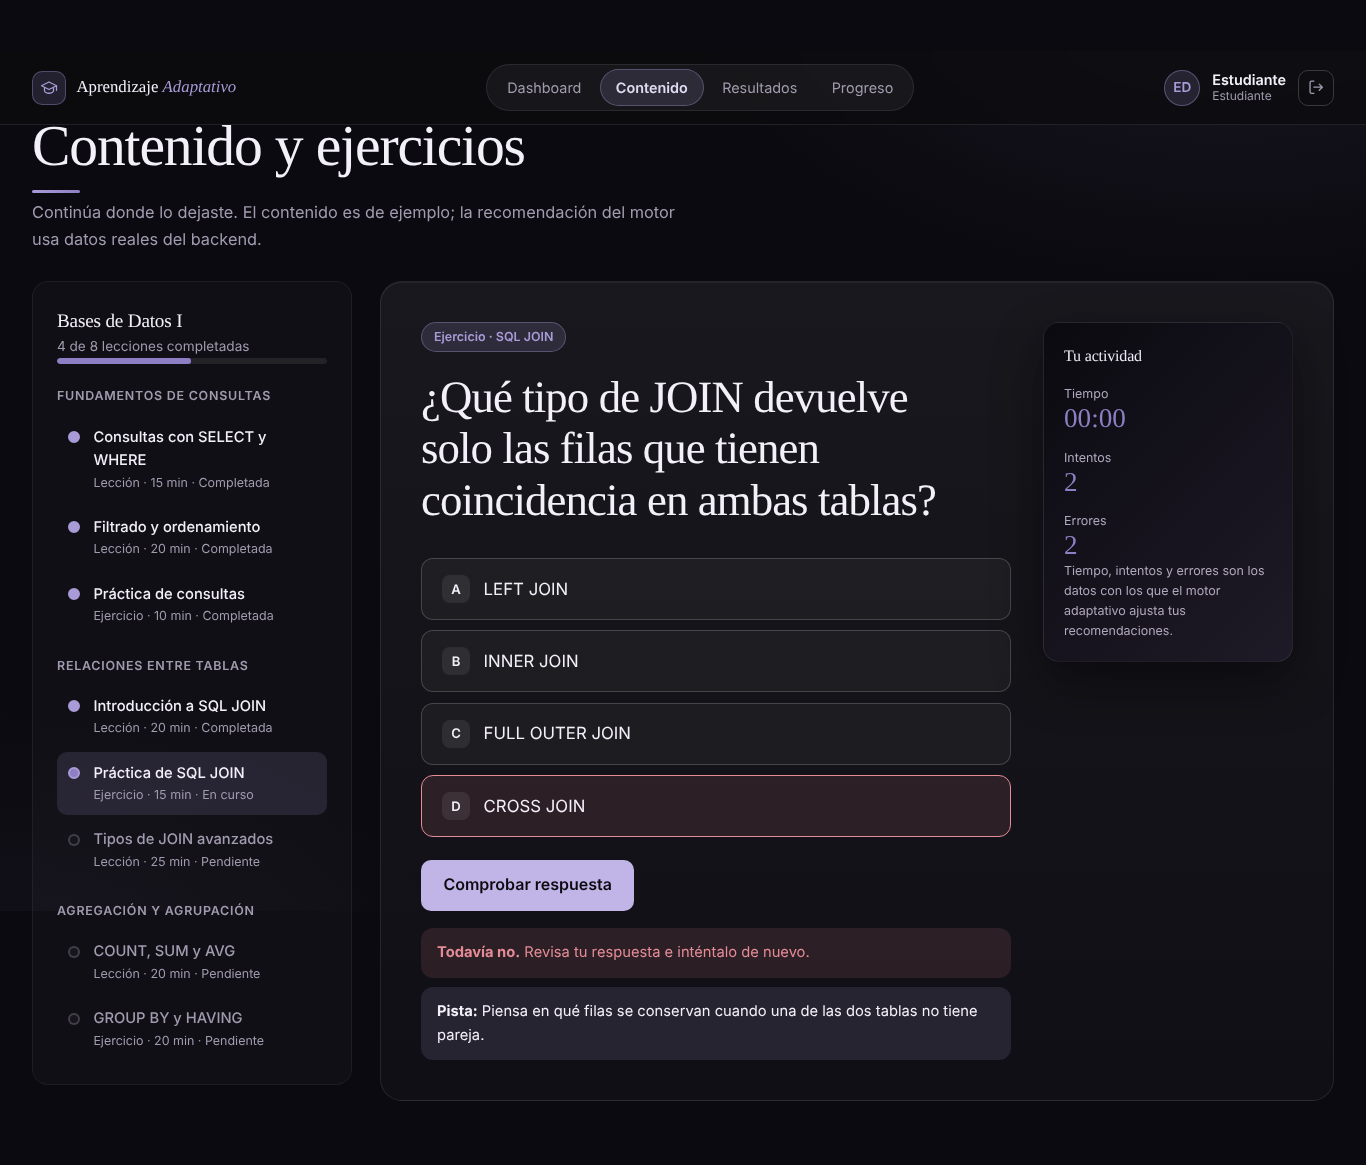 Aprendizaje Adaptativo
Dashboard
Contenido
Resultados
Progreso
ED
Estudiante
Estudiante
Contenido y ejercicios
Continúa donde lo dejaste. El contenido es de ejemplo; la recomendación del motor
usa datos reales del backend.
Bases de Datos I
4 de 8 lecciones completadas
FUNDAMENTOS DE CONSULTAS
Consultas con SELECT y
WHERE
Lección · 15 min · Completada
Filtrado y ordenamiento
Lección · 20 min · Completada
Práctica de consultas
Ejercicio · 10 min · Completada
RELACIONES ENTRE TABLAS
Introducción a SQL JOIN
Lección · 20 min · Completada
Práctica de SQL JOIN
Ejercicio · 15 min · En curso
Tipos de JOIN avanzados
Lección · 25 min · Pendiente
AGREGACIÓN Y AGRUPACIÓN
COUNT, SUM y AVG
Lección · 20 min · Pendiente
GROUP BY y HAVING
Ejercicio · 20 min · Pendiente
Ejercicio · SQL JOIN
¿Qué tipo de JOIN devuelve
solo las filas que tienen
coincidencia en ambas tablas?
A LEFT JOIN
B INNER JOIN
C FULL OUTER JOIN
D CROSS JOIN
Comprobar respuesta
Todavía no. Revisa tu respuesta e inténtalo de nuevo.
Pista: Piensa en qué filas se conservan cuando una de las dos tablas no tiene
pareja.
Tu actividad
Tiempo
00:00
Intentos
2
Errores
2
Tiempo, intentos y errores son los
datos con los que el motor
adaptativo ajusta tus
recomendaciones.